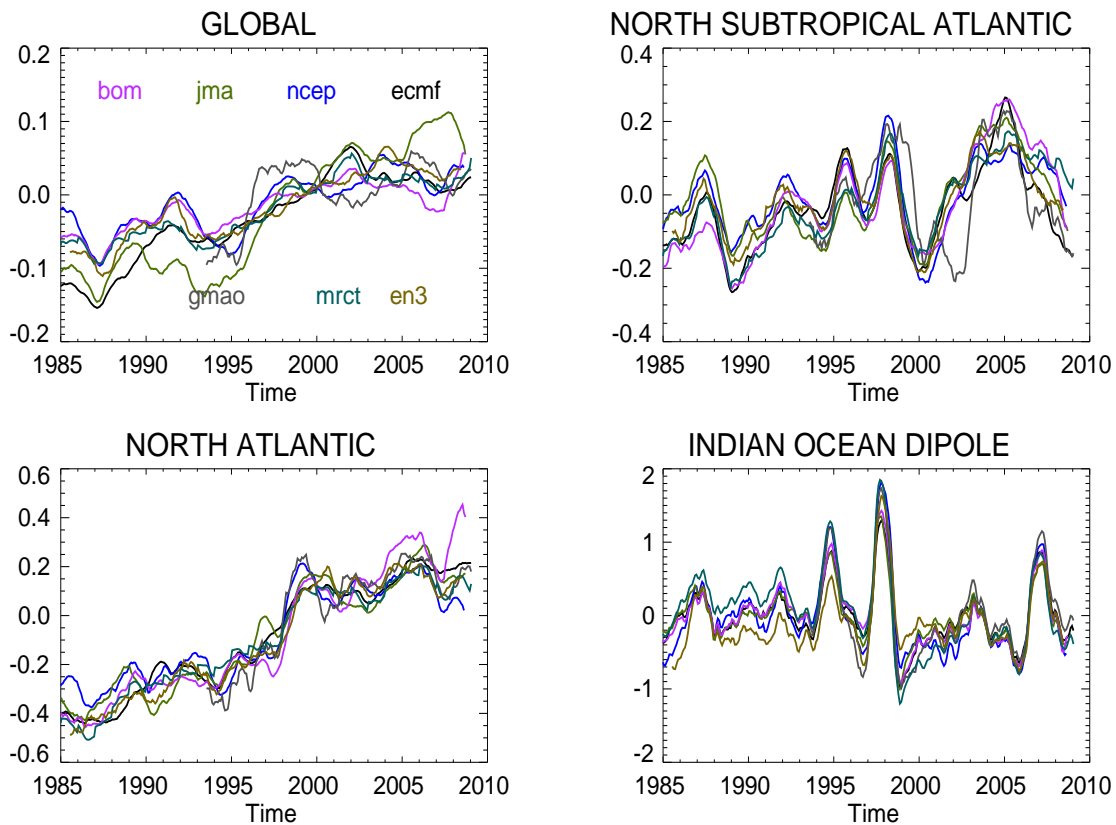 GLOBAL
0.2
0.1
0.0
-0.1
-0.2
bom jma ncep ecmf
gmao mrct en3
1985 1990 1995 2000 2005 2010
Time
NORTH SUBTROPICAL ATLANTIC
0.4
0.2
0.0
-0.2
-0.4
1985 1990 1995 2000 2005 2010
Time
NORTH ATLANTIC
0.6
0.4
0.2
0.0
-0.2
-0.4
-0.6
1985 1990 1995 2000 2005 2010
Time
INDIAN OCEAN DIPOLE
2
1
0
-1
-2
1985 1990 1995 2000 2005 2010
Time